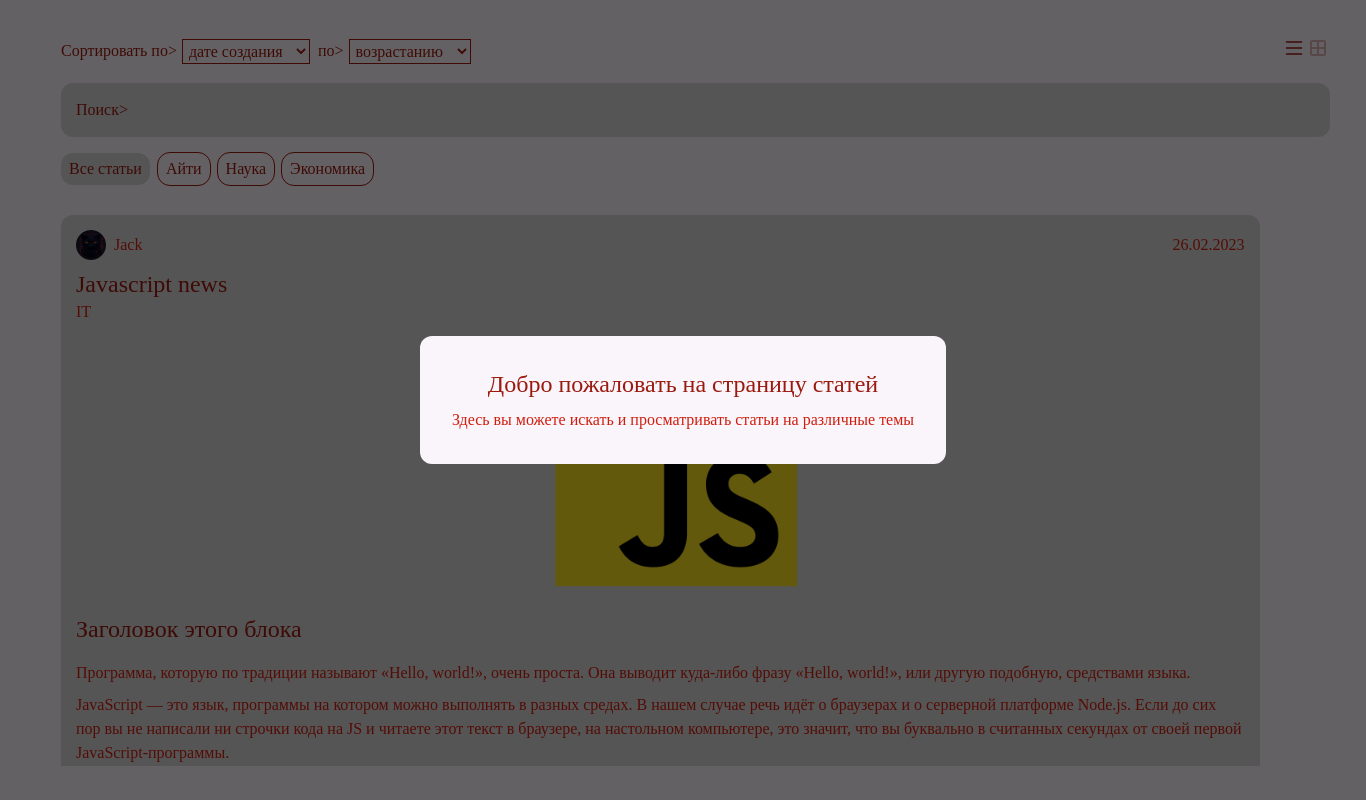 Сортировать по> дате создания по> возрастанию
Поиск>
Все статьи Айти Наука Экономика
Jack 26.02.2023
Javascript news
IT
Добро пожаловать на страницу статей
Здесь вы можете искать и просматривать статьи на различные темы
JS
Заголовок этого блока
Программа, которую по традиции называют «Hello, world!», очень проста. Она выводит куда-либо фразу «Hello, world!», или другую подобную, средствами языка.
JavaScript — это язык, программы на котором можно выполнять в разных средах. В нашем случае речь идёт о браузерах и о серверной платформе Node.js. Если до сих
пор вы не написали ни строчки кода на JS и читаете этот текст в браузере, на настольном компьютере, это значит, что вы буквально в считанных секундах от своей первой
JavaScript-программы.